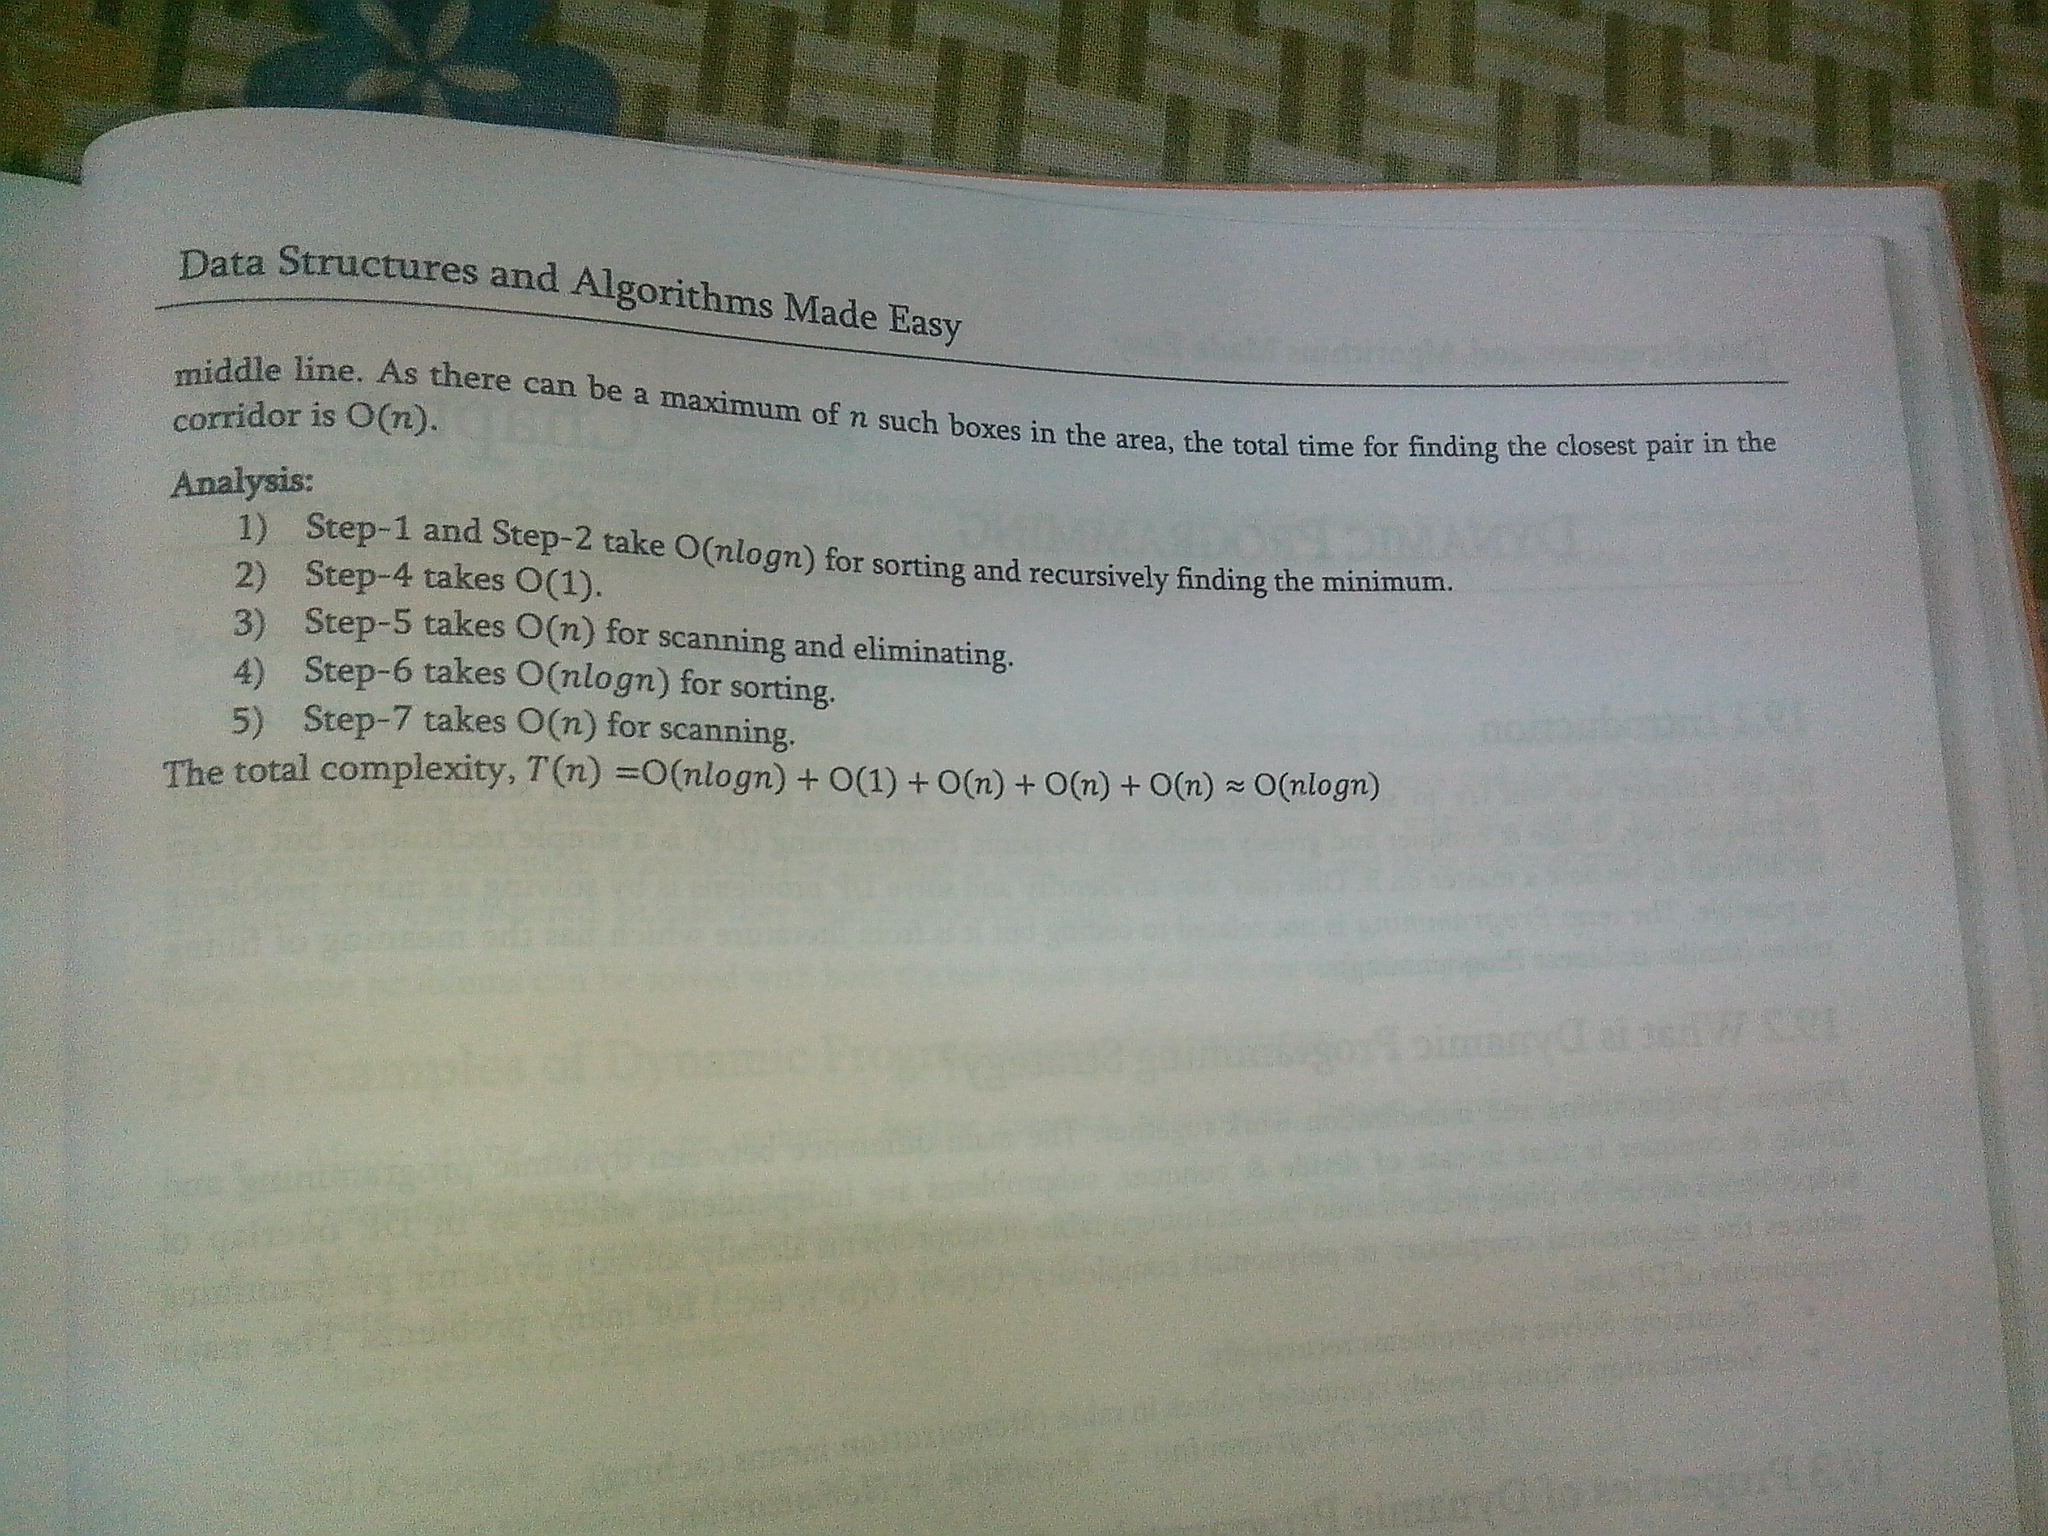 Data Structures and Algorithms Made Easy
middle line. As there can be a maximum of n such boxes in the area, the total time for finding the closest pair in the
corridor is O(n).
Analysis:
1) Step-1 and Step-2 take O(nlogn) for sorting and recursively finding the minimum.
2) Step-4 takes O(1).
3) Step-5 takes O(n) for scanning and eliminating.
4) Step-6 takes O(nlogn) for sorting.
5) Step-7 takes O(n) for scanning.
The total complexity, T(n) =O(nlogn) + O(1) + O(n) + O(n) + O(n) ≈ O(nlogn)